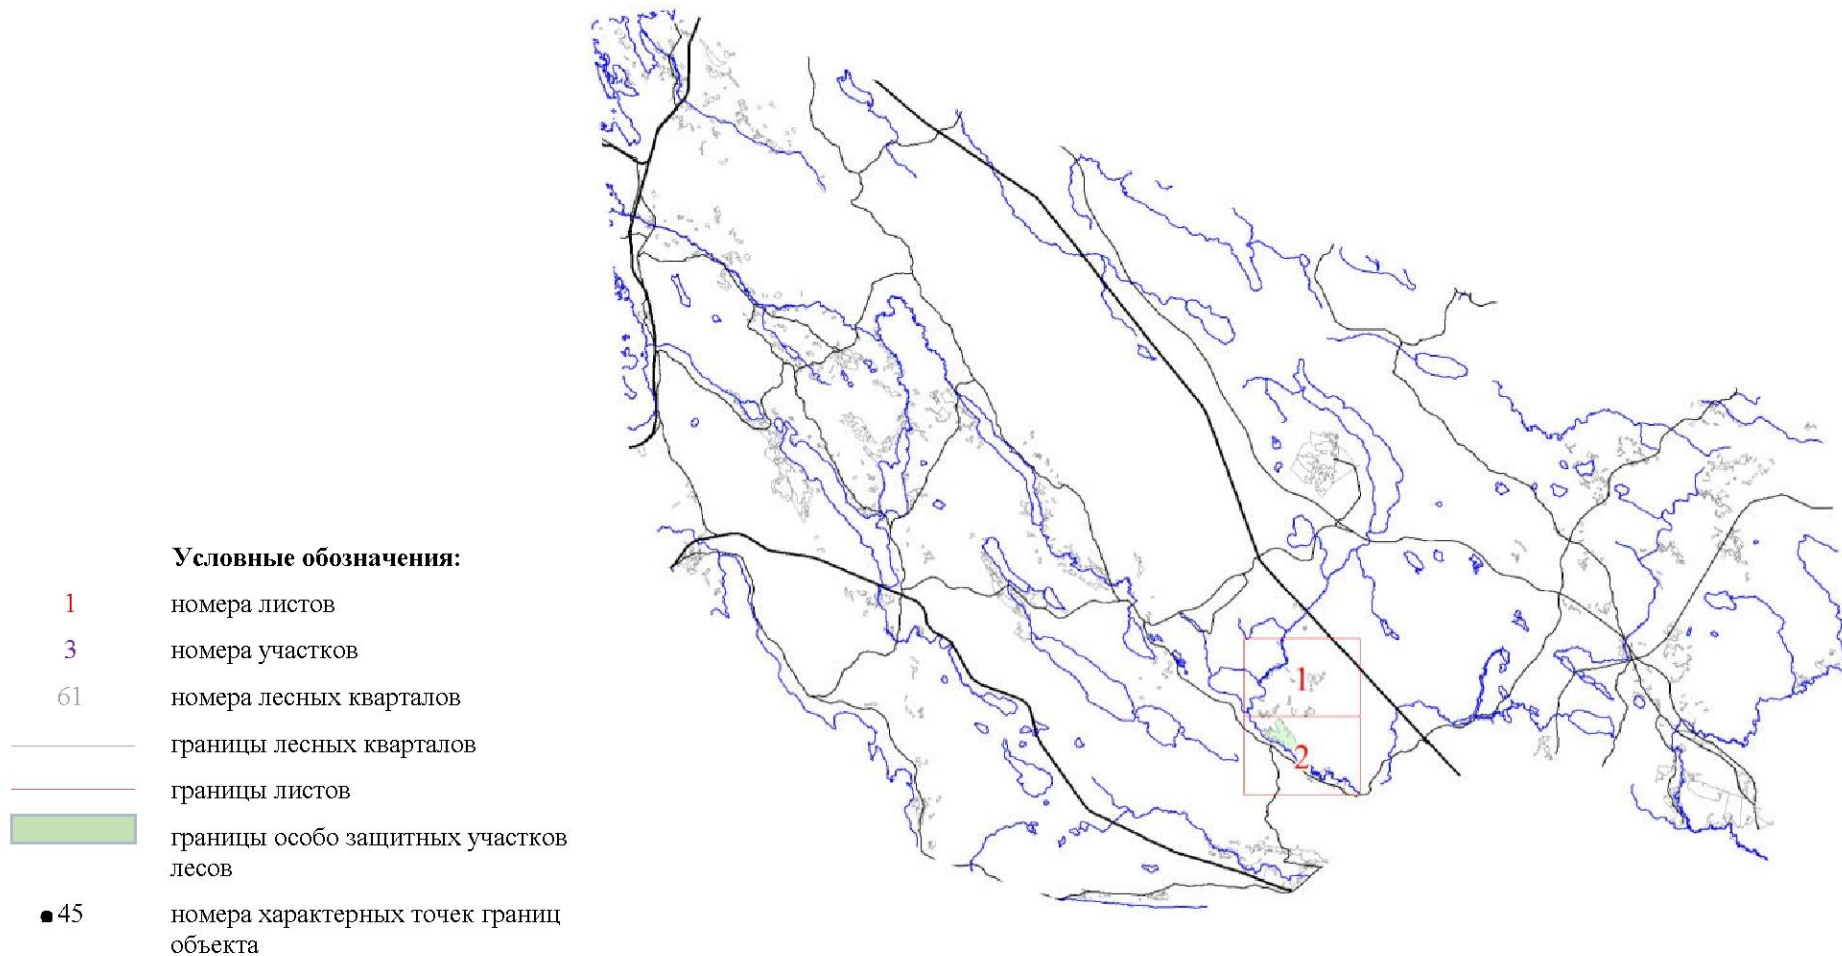 Условные обозначения:
1 номера листов
3 номера участков
61 номера лесных кварталов
границы лесных кварталов
границы листов
границы особо защитных участков
лесов
45 номера характерных точек границ
объекта
1
2